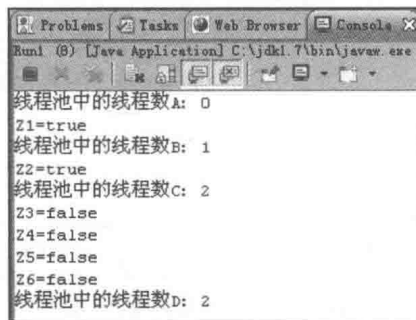 Problems Tasks Web Browser Console
Run1 (8) [Java Application] C:\jdk1.7\bin\javaw.exe
线程池中的线程数A: 0
Z1=true
线程池中的线程数B: 1
Z2=true
线程池中的线程数C: 2
Z3=false
Z4=false
Z5=false
Z6=false
线程池中的线程数D: 2